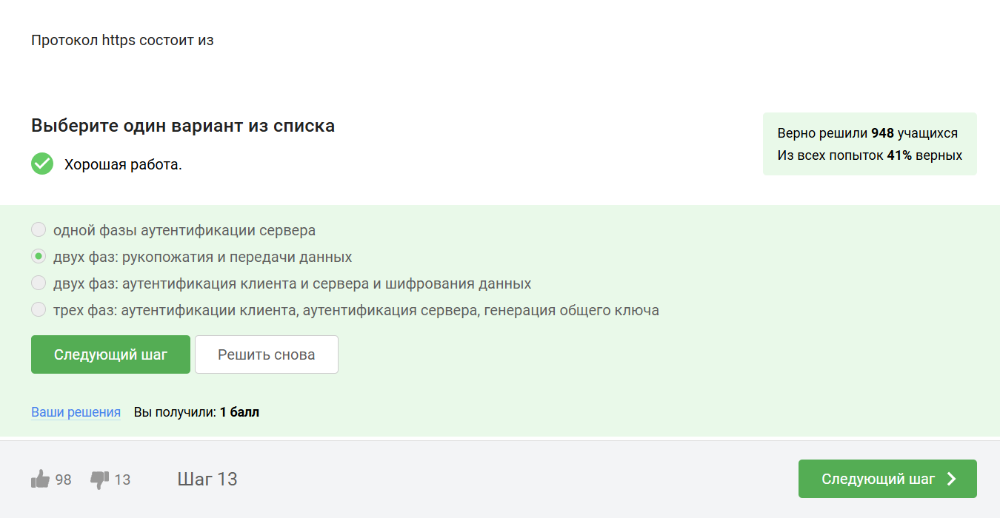 Протокол https состоит из
Выберите один вариант из списка
Хорошая работа.
Верно решили 948 учащихся
Из всех попыток 41% верных
одной фазы аутентификации сервера
двух фаз: рукопожатия и передачи данных
двух фаз: аутентификация клиента и сервера и шифрования данных
трех фаз: аутентификации клиента, аутентификация сервера, генерация общего ключа
Следующий шаг
Решить снова
Ваши решения Вы получили: 1 балл
98 13 Шаг 13
Следующий шаг